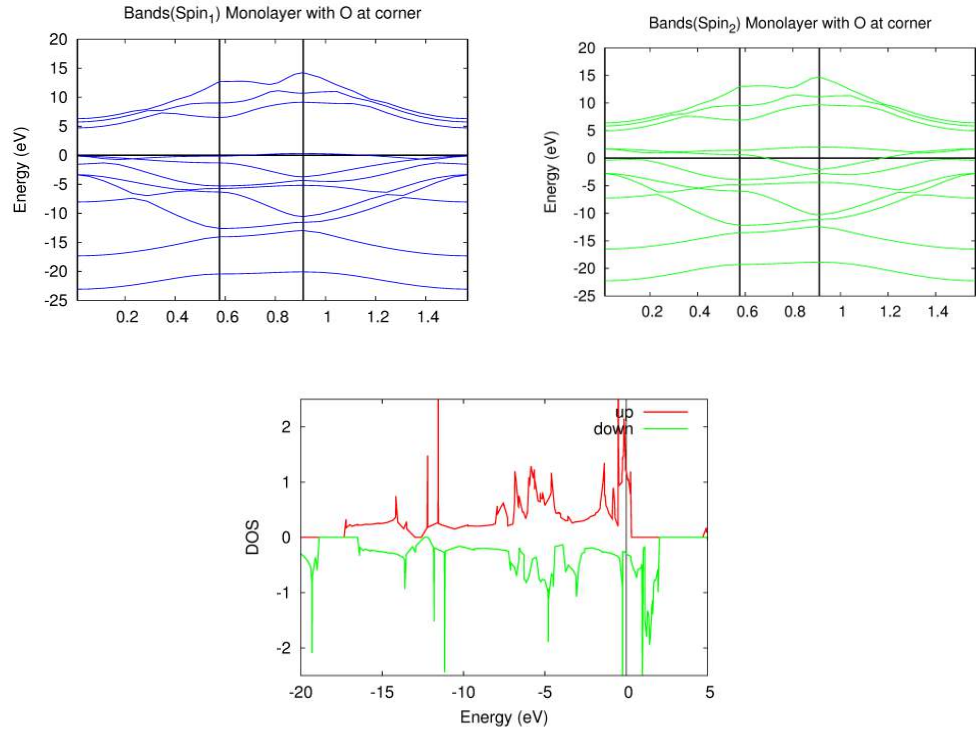 Bands(Spin1) Monolayer with O at corner
20
15
10
5
0
-5
-10
-15
-20
-25
Energy (eV)
0.2 0.4 0.6 0.8 1 1.2 1.4
Bands(Spin2) Monolayer with O at corner
20
15
10
5
0
-5
-10
-15
-20
-25
Energy (eV)
0.2 0.4 0.6 0.8 1 1.2 1.4
up
down
2
1
0
-1
-2
DOS
-20 -15 -10 -5 0 5
Energy (eV)